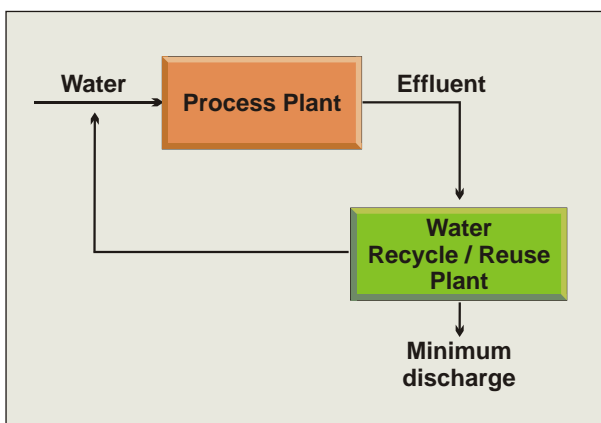 Water
Process Plant
Effluent
Water
Recycle / Reuse
Plant
Minimum
discharge